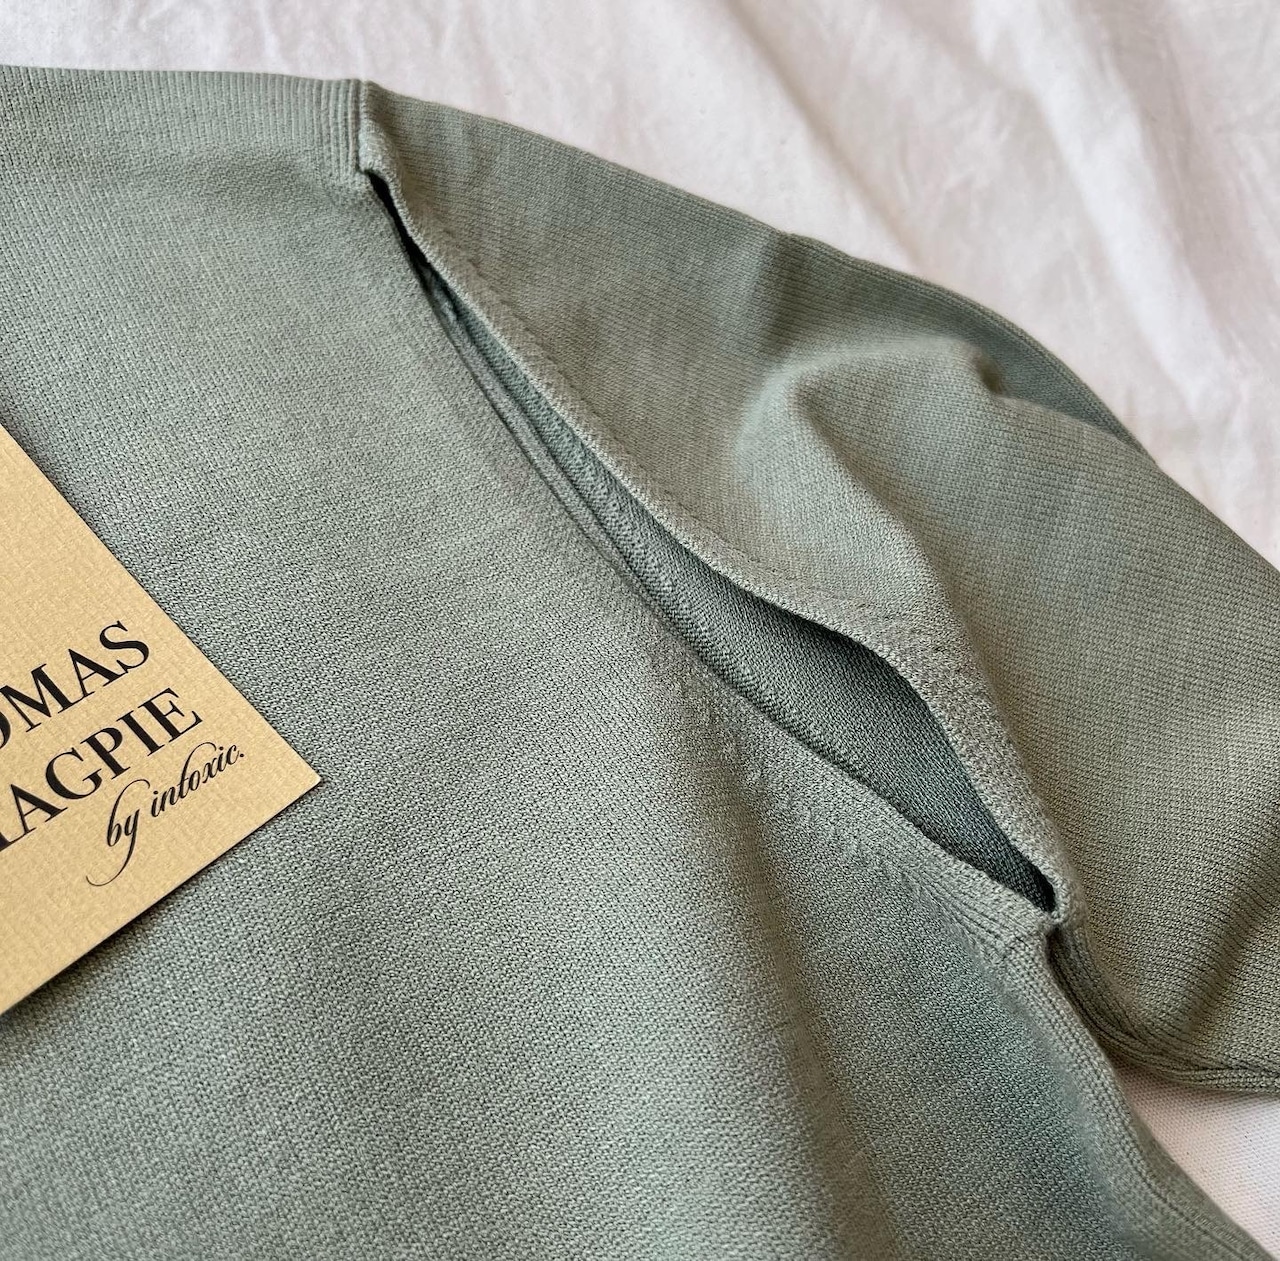 OMAS
AGPIE
by intoxic.